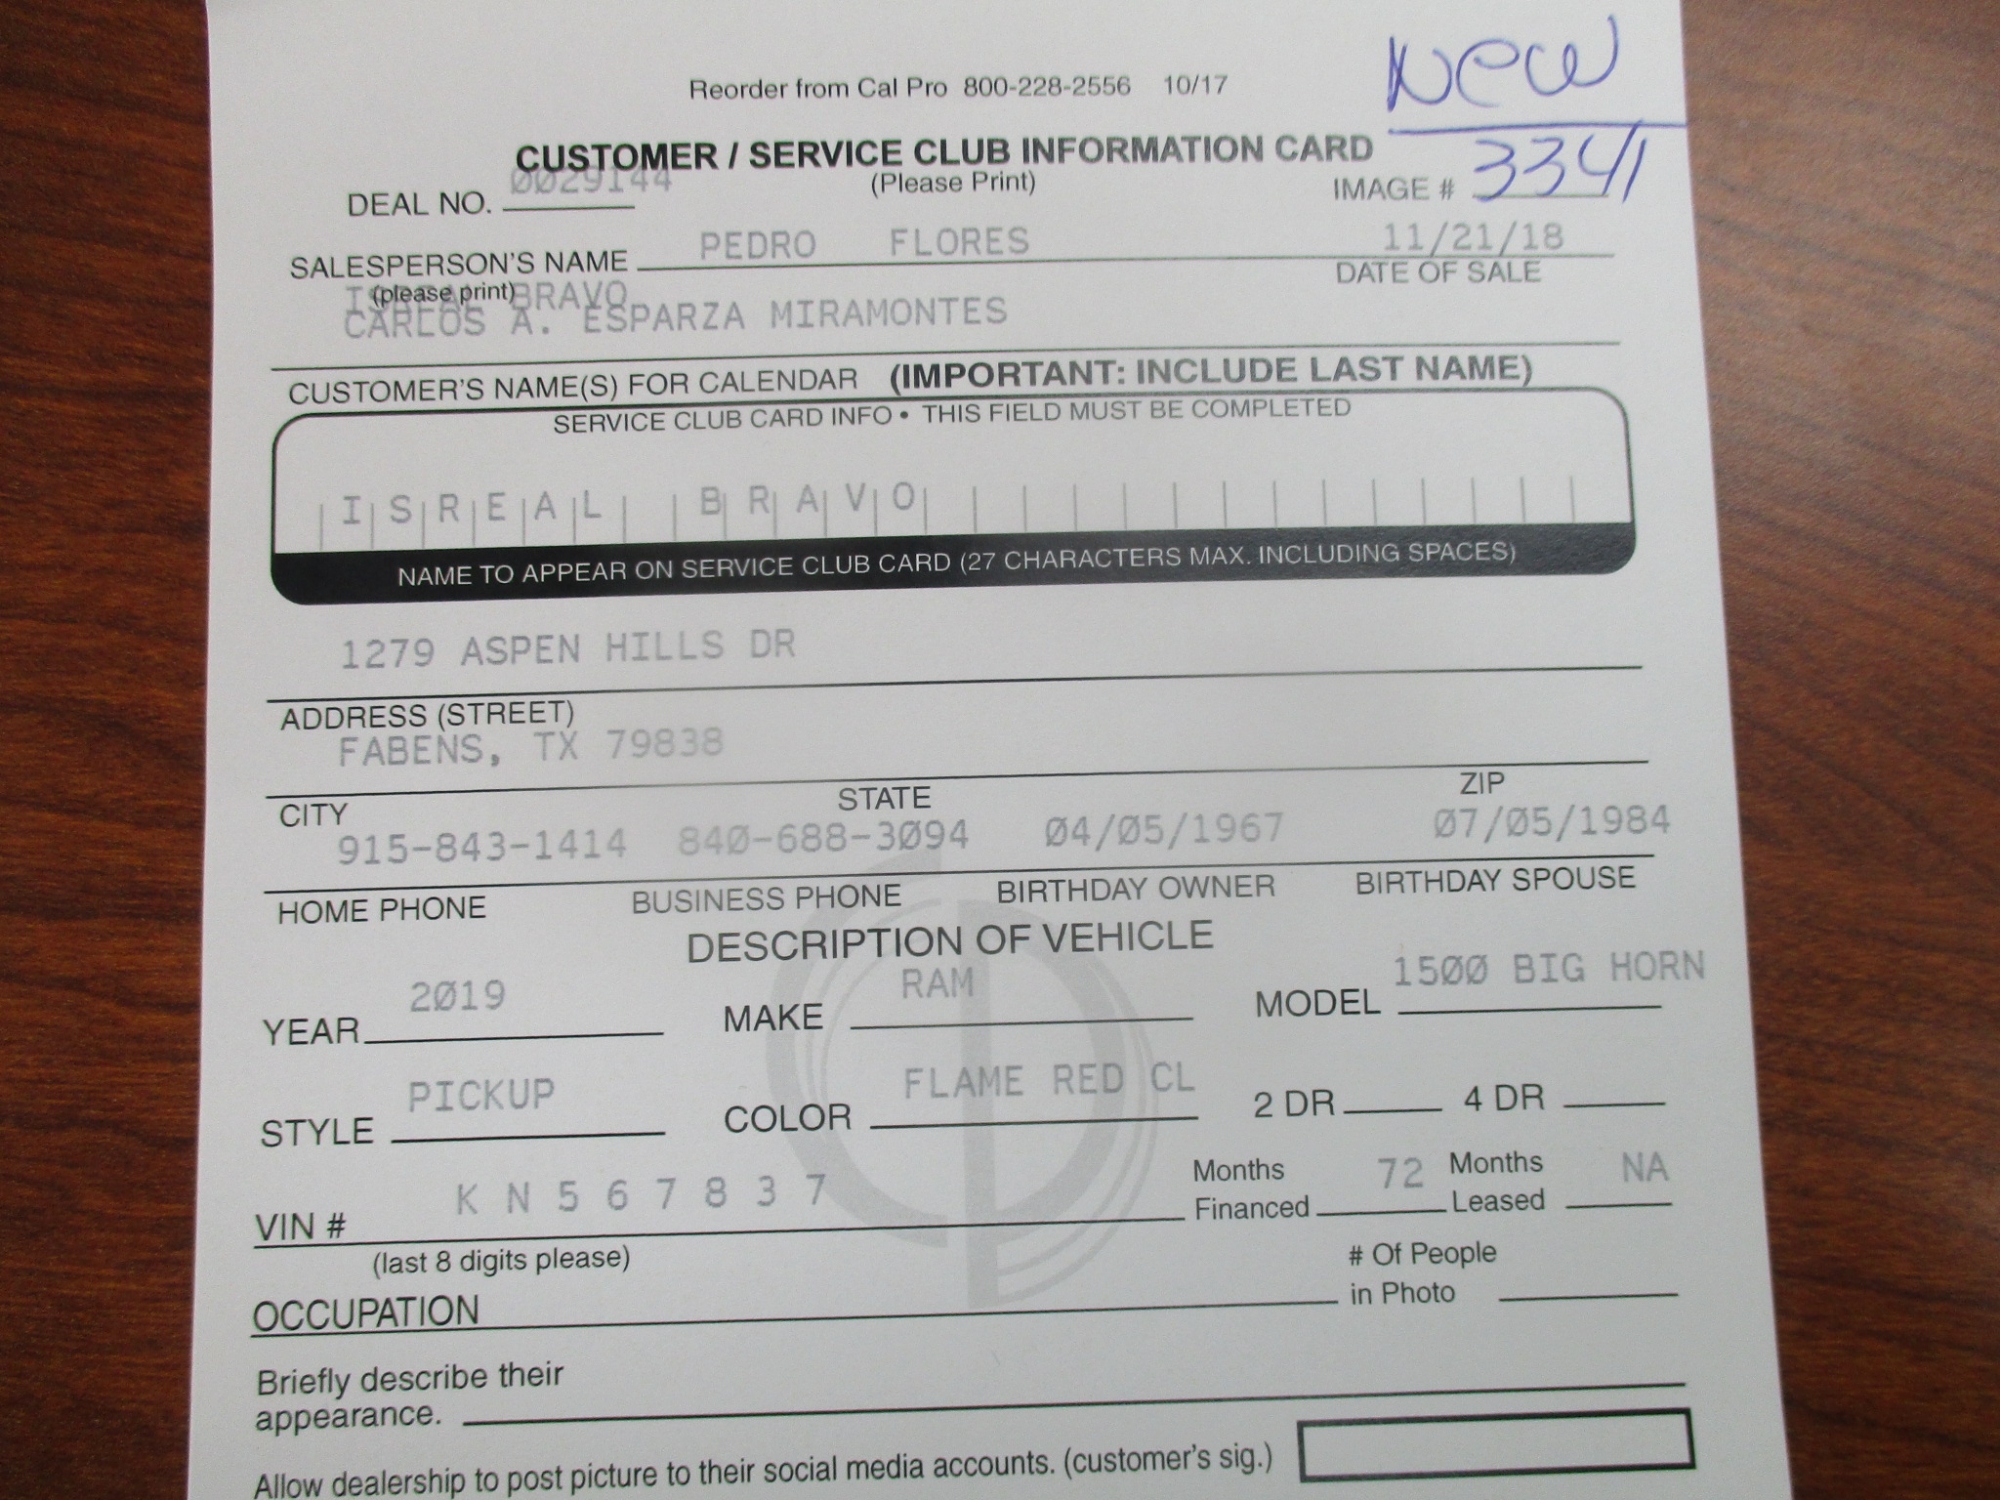 New
Reorder from Cal Pro 800-228-2556 10/17
CUSTOMER / SERVICE CLUB INFORMATION CARD
(Please Print)
DEAL NO. 0029144
IMAGE # 3341
SALESPERSON'S NAME PEDRO FLORES 11/21/18
(please print) DATE OF SALE
ISREAL BRAVO
CARLOS A. ESPARZA MIRAMONTES
CUSTOMER'S NAME(S) FOR CALENDAR (IMPORTANT: INCLUDE LAST NAME)
SERVICE CLUB CARD INFO • THIS FIELD MUST BE COMPLETED
ISREAL BRAVO
NAME TO APPEAR ON SERVICE CLUB CARD (27 CHARACTERS MAX. INCLUDING SPACES)
1279 ASPEN HILLS DR
ADDRESS (STREET)
FABENS, TX 79838
CITY STATE ZIP
915-843-1414 840-688-3094 04/05/1967 07/05/1984
HOME PHONE BUSINESS PHONE BIRTHDAY OWNER BIRTHDAY SPOUSE
DESCRIPTION OF VEHICLE
YEAR 2019 MAKE RAM MODEL 1500 BIG HORN
STYLE PICKUP COLOR FLAME RED CL 2 DR 4 DR
VIN # K N 5 6 7 8 3 7 Months Financed 72 Months Leased NA
(last 8 digits please)
OCCUPATION # Of People in Photo
Briefly describe their
appearance.
Allow dealership to post picture to their social media accounts. (customer's sig.)